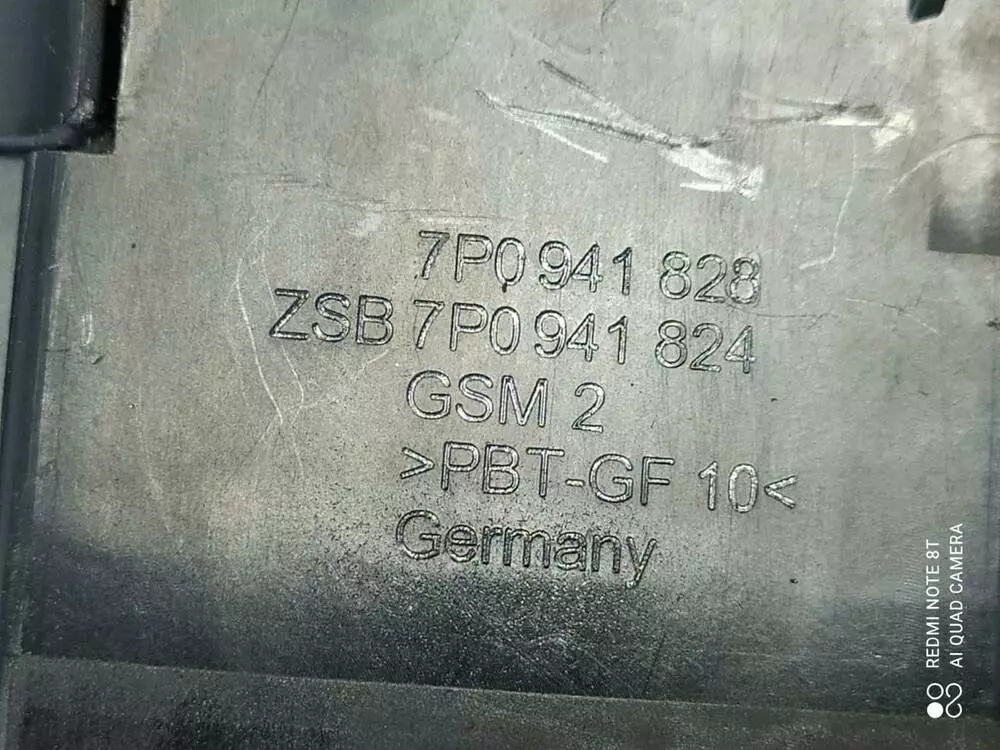 7P0 941 828
ZSB 7P0 941 824
GSM 2
>PBT-GF 10<
Germany
REDMI NOTE 8T
AI QUAD CAMERA